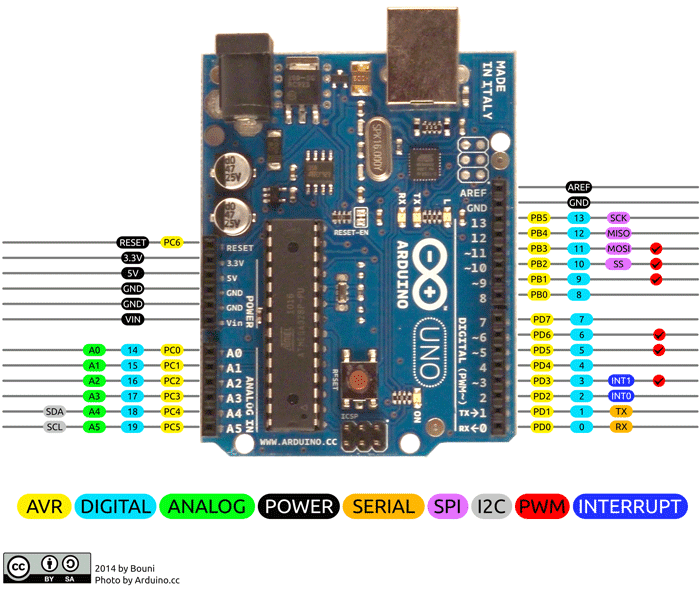 MADE
IN ITALY
AREF
AREF
GND
GND
RX
TX
L
RESET-EN
PB5 13 SCK
13
PB4 12 MISO
12
PB3 11 MOSI
~11
PB2 10 SS
~10
PB1 9
~9
PB0 8
8
RESET PC6
RESET
3.3V
3.3V
5V
5V
GND
GND
GND
GND
VIN
Vin
POWER
ARDUINO
UNO
DIGITAL (PWM~)
PD7 7
7
PD6 6
~6
PD5 5
~5
PD4 4
4
PD3 3 INT1
~3
PD2 2 INT0
2
PD1 1 TX
TX→1
PD0 0 RX
RX←0
A0 14 PC0
A0
A1 15 PC1
A1
A2 16 PC2
A2
A3 17 PC3
A3
SDA A4 18 PC4
A4
SCL A5 19 PC5
A5
ANALOG IN
RESET
ICSP
ON
WWW.ARDUINO.CC
AVR DIGITAL ANALOG POWER SERIAL SPI I2C PWM INTERRUPT
cc BY SA
2014 by Bouni
Photo by Arduino.cc